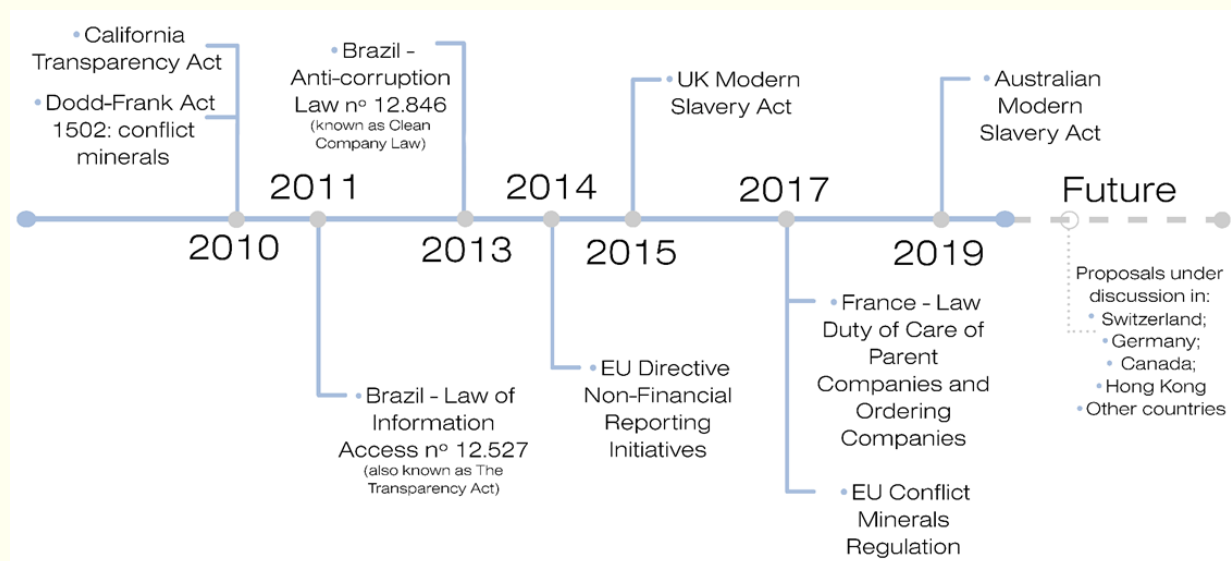 • California
Transparency Act
• Dodd-Frank Act
1502: conflict
minerals
2010
2011
• Brazil - Law of
Information
Access nº 12.527
(also known as The
Transparency Act)
• Brazil -
Anti-corruption
Law nº 12.846
(known as Clean
Company Law)
2013
2014
• EU Directive
Non-Financial
Reporting
Initiatives
• UK Modern
Slavery Act
2015
2017
• France - Law
Duty of Care of
Parent
Companies and
Ordering
Companies
• EU Conflict
Minerals
Regulation
• Australian
Modern
Slavery Act
2019
Future
Proposals under
discussion in:
• Switzerland;
• Germany;
• Canada;
• Hong Kong
• Other countries